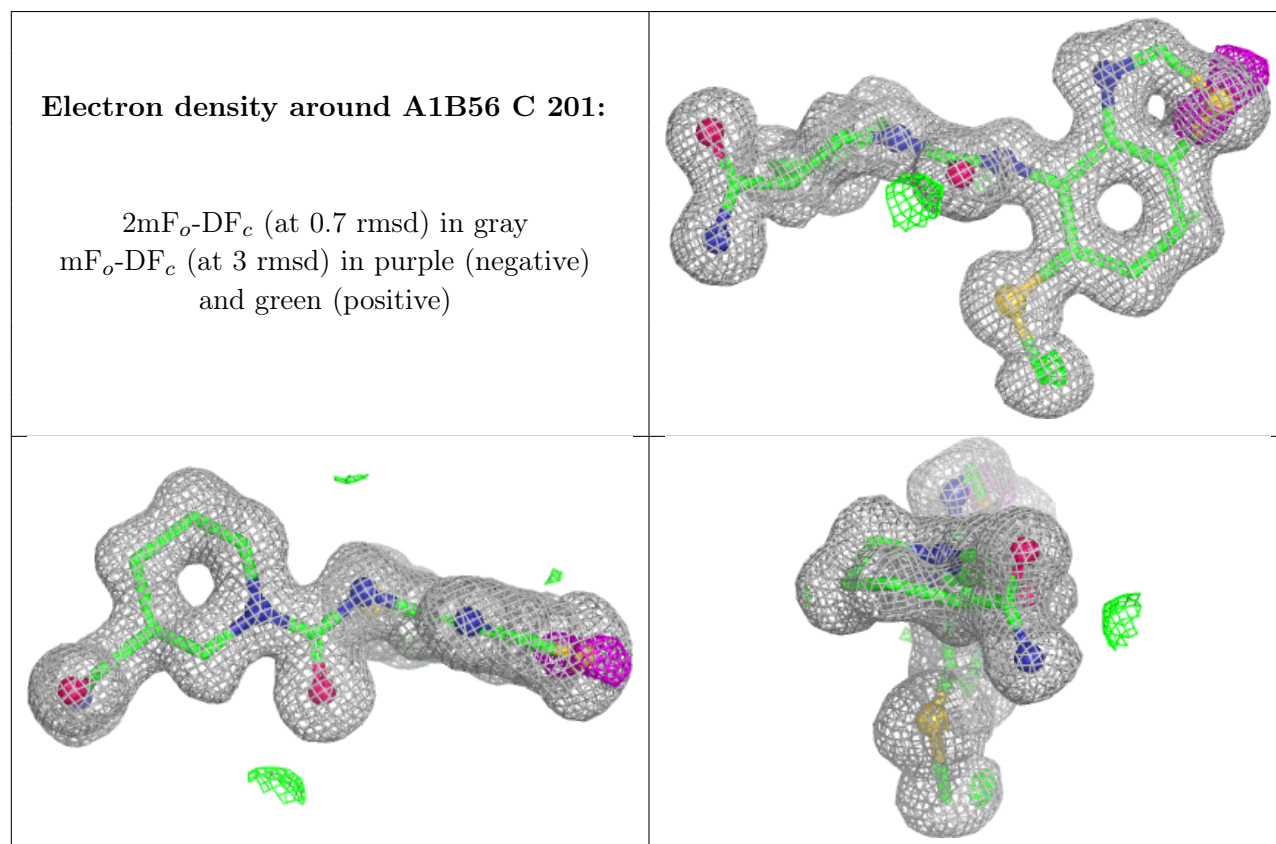 Electron density around A1B56 C 201:
2mFo-DFc (at 0.7 rmsd) in gray
mFo-DFc (at 3 rmsd) in purple (negative)
and green (positive)